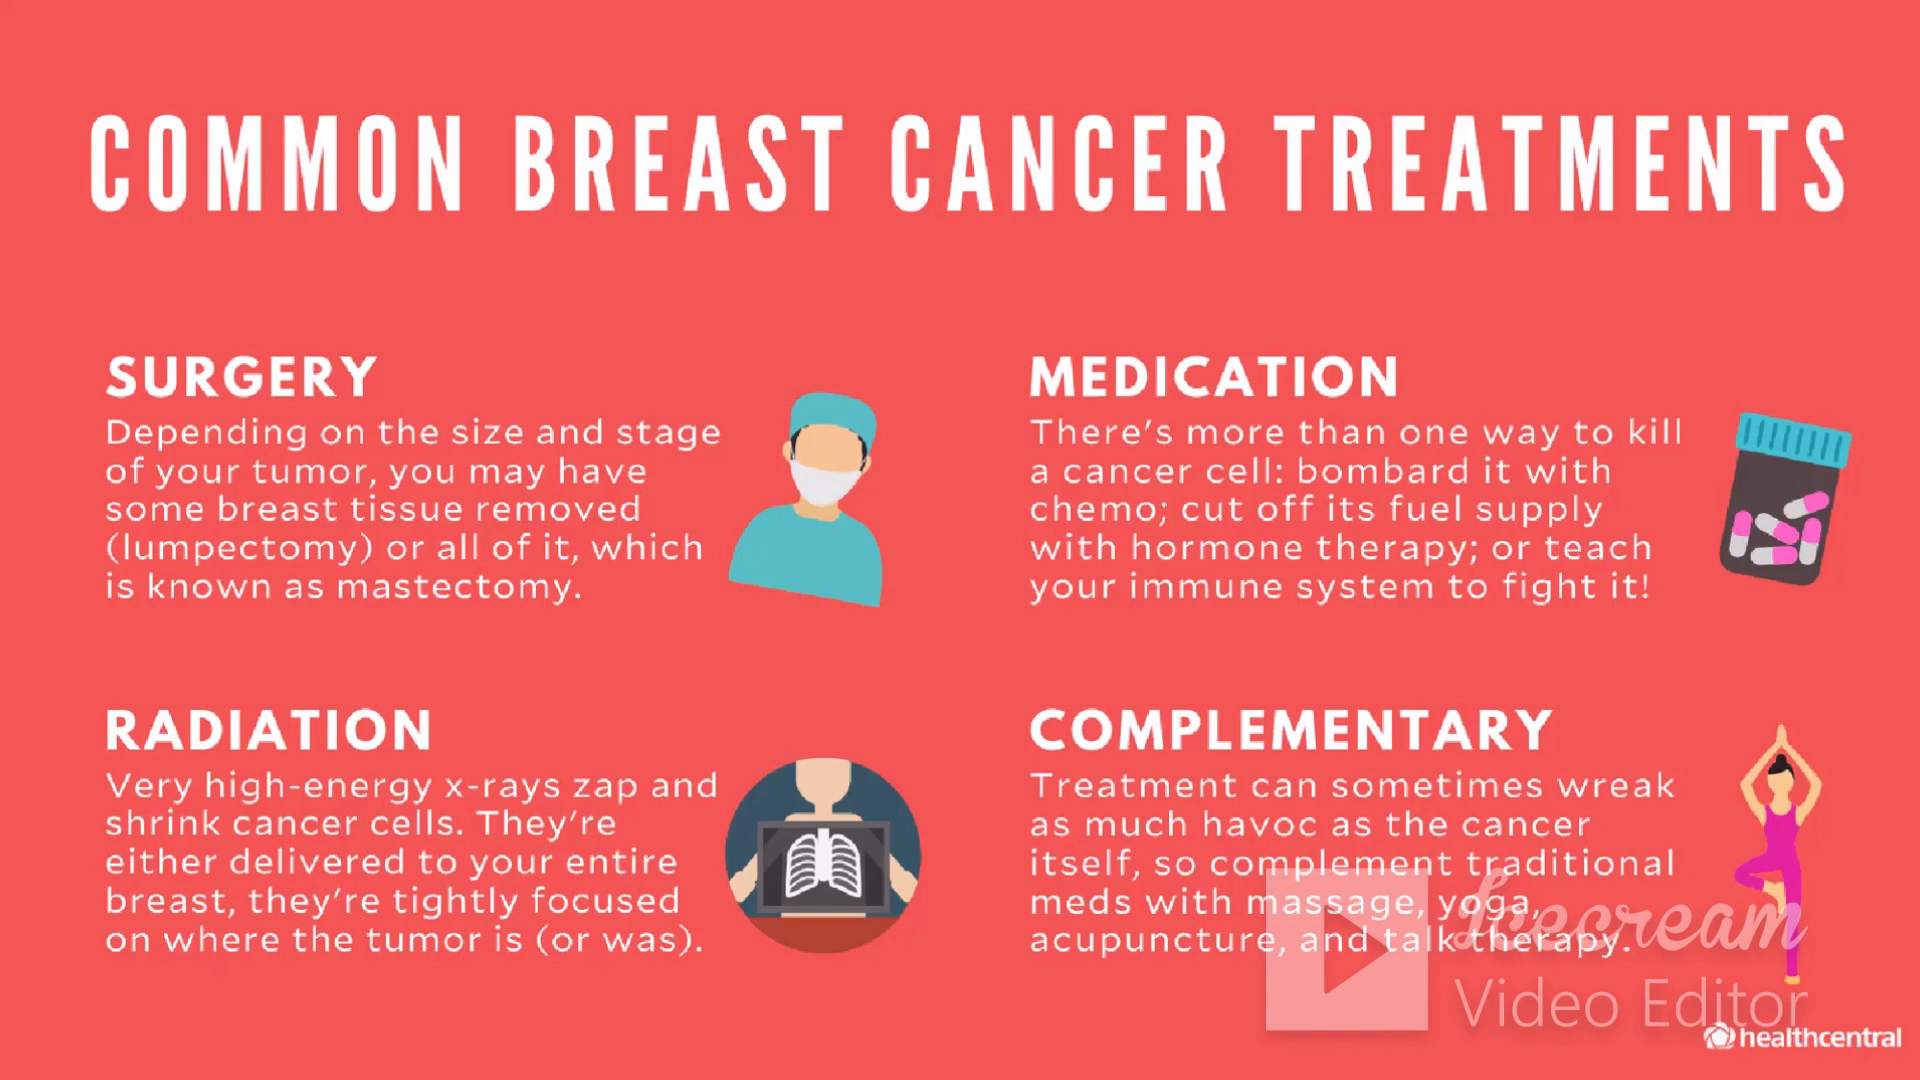 COMMON BREAST CANCER TREATMENTS
SURGERY
Depending on the size and stage
of your tumor, you may have
some breast tissue removed
(lumpectomy) or all of it, which
is known as mastectomy.
MEDICATION
There's more than one way to kill
a cancer cell: bombard it with
chemo; cut off its fuel supply
with hormone therapy; or teach
your immune system to fight it!
RADIATION
Very high-energy x-rays zap and
shrink cancer cells. They're
either delivered to your entire
breast, they're tightly focused
on where the tumor is (or was).
COMPLEMENTARY
Treatment can sometimes wreak
as much havoc as the cancer
itself, so complement traditional
meds with massage, yoga,
acupuncture, and talk therapy.
Icecream
Video Editor
healthcentral